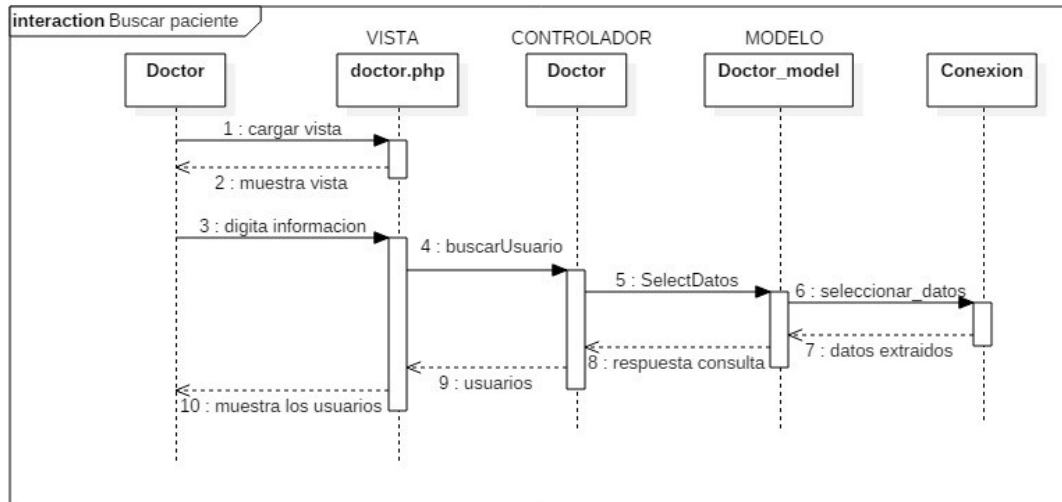 interaction Buscar paciente
VISTA
CONTROLADOR
MODELO
Doctor
doctor.php
Doctor
Doctor_model
Conexion
1 : cargar vista
2 : muestra vista
3 : digita informacion
4 : buscarUsuario
5 : SelectDatos
6 : seleccionar_datos
7 : datos extraidos
8 : respuesta consulta
9 : usuarios
10 : muestra los usuarios